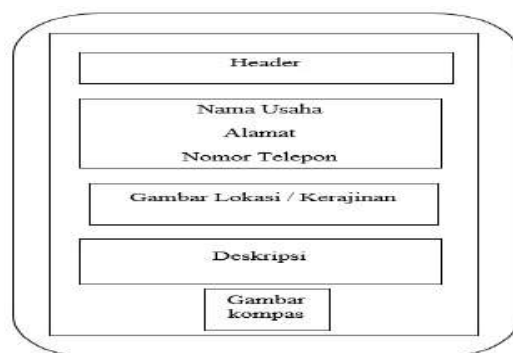 Header
Nama Usaha
Alamat
Nomor Telepon
Gambar Lokasi / Kerajinan
Deskripsi
Gambar
kompas